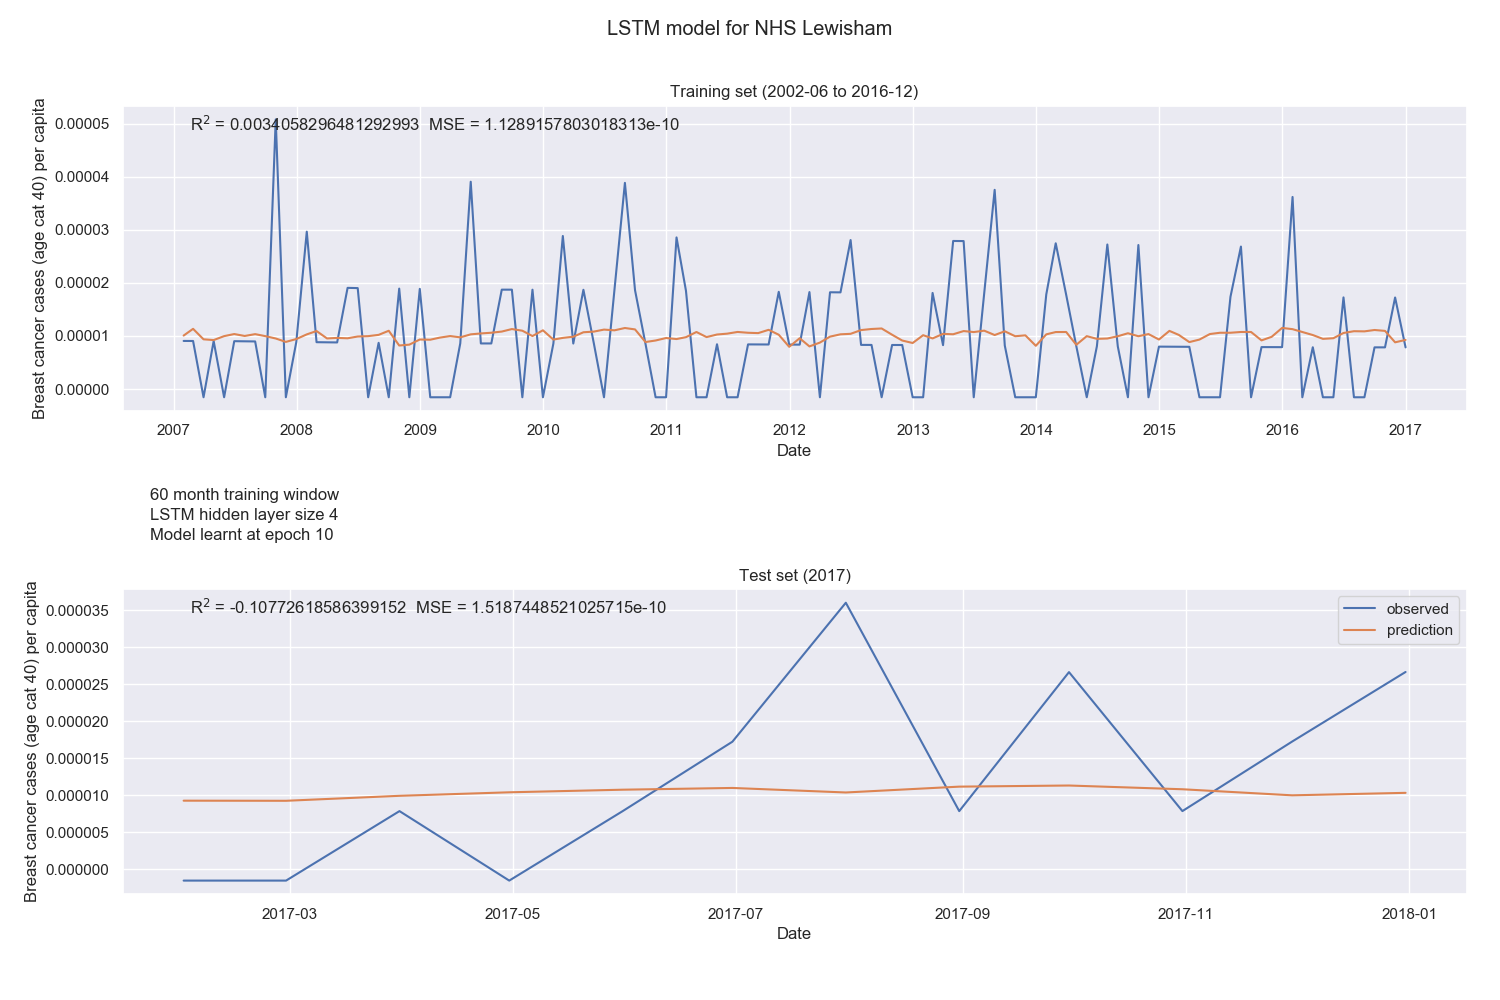 LSTM model for NHS Lewisham
Training set (2002-06 to 2016-12)
R² = 0.0034058296481292993 MSE = 1.1289157803018313e-10
Breast cancer cases (age cat 40) per capita
0.00005
0.00004
0.00003
0.00002
0.00001
0.00000
2007 2008 2009 2010 2011 2012 2013 2014 2015 2016 2017
Date
60 month training window
LSTM hidden layer size 4
Model learnt at epoch 10
Test set (2017)
R² = -0.10772618586399152 MSE = 1.5187448521025715e-10
observed
prediction
Breast cancer cases (age cat 40) per capita
0.000035
0.000030
0.000025
0.000020
0.000015
0.000010
0.000005
0.000000
2017-03 2017-05 2017-07 2017-09 2017-11 2018-01
Date